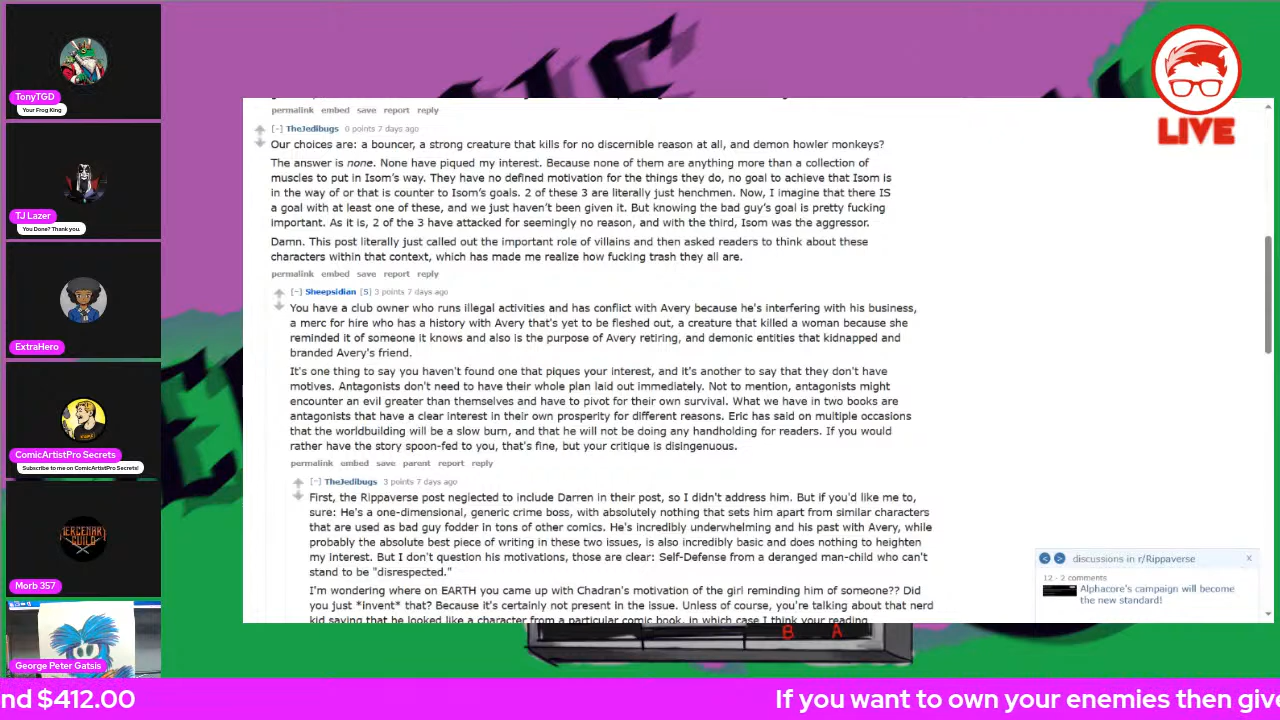 TonyTGD
Your Frog King
TJ Lazer
You Done? Thank you.
ExtraHero
ComicArtistPro Secrets
Subscribe to me on ComicArtistPro Secrets!
MERCENARY
GUILD
Morb 357
George Peter Gatsis
LIVE
permalink embed save report reply
[-] TheJedibugs 0 points 7 days ago
Our choices are: a bouncer, a strong creature that kills for no discernible reason at all, and demon howler monkeys?
The answer is none. None have piqued my interest. Because none of them are anything more than a collection of
muscles to put in Isom's way. They have no defined motivation for the things they do, no goal to achieve that Isom is
in the way of or that is counter to Isom's goals. 2 of these 3 are literally just henchmen. Now, I imagine that there IS
a goal with at least one of these, and we just haven't been given it. But knowing the bad guy's goal is pretty fucking
important. As it is, 2 of the 3 have attacked for seemingly no reason, and with the third, Isom was the aggressor.
Damn. This post literally just called out the important role of villains and then asked readers to think about these
characters within that context, which has made me realize how fucking trash they all are.
permalink embed save report reply
[-] Sheepsidian [S] 3 points 7 days ago
You have a club owner who runs illegal activities and has conflict with Avery because he's interfering with his business,
a merc for hire who has a history with Avery that's yet to be fleshed out, a creature that killed a woman because she
reminded it of someone it knows and also is the purpose of Avery retiring, and demonic entities that kidnapped and
branded Avery's friend.
It's one thing to say you haven't found one that piques your interest, and it's another to say that they don't have
motives. Antagonists don't need to have their whole plan laid out immediately. Not to mention, antagonists might
encounter an evil greater than themselves and have to pivot for their own survival. What we have in two books are
antagonists that have a clear interest in their own prosperity for different reasons. Eric has said on multiple occasions
that the worldbuilding will be a slow burn, and that he will not be doing any handholding for readers. If you would
rather have the story spoon-fed to you, that's fine, but your critique is disingenuous.
permalink embed save parent report reply
[-] TheJedibugs 3 points 7 days ago
First, the Rippaverse post neglected to include Darren in their post, so I didn't address him. But if you'd like me to,
sure: He's a one-dimensional, generic crime boss, with absolutely nothing that sets him apart from similar characters
that are used as bad guy fodder in tons of other comics. He's incredibly underwhelming and his past with Avery, while
probably the absolute best piece of writing in these two issues, is also incredibly basic and does nothing to heighten
my interest. But I don't question his motivations, those are clear: Self-Defense from a deranged man-child who can't
stand to be "disrespected."
I'm wondering where on EARTH you came up with Chadran's motivation of the girl reminding him of someone?? Did
you just *invent* that? Because it's certainly not present in the issue. Unless of course, you're talking about that nerd
kid saying that he looked like a character from a particular comic book, in which case I think your reading
discussions in r/Rippaverse X
12 · 2 comments
Alphacore's campaign will become
the new standard!
B A
nd $412.00
If you want to own your enemies then give